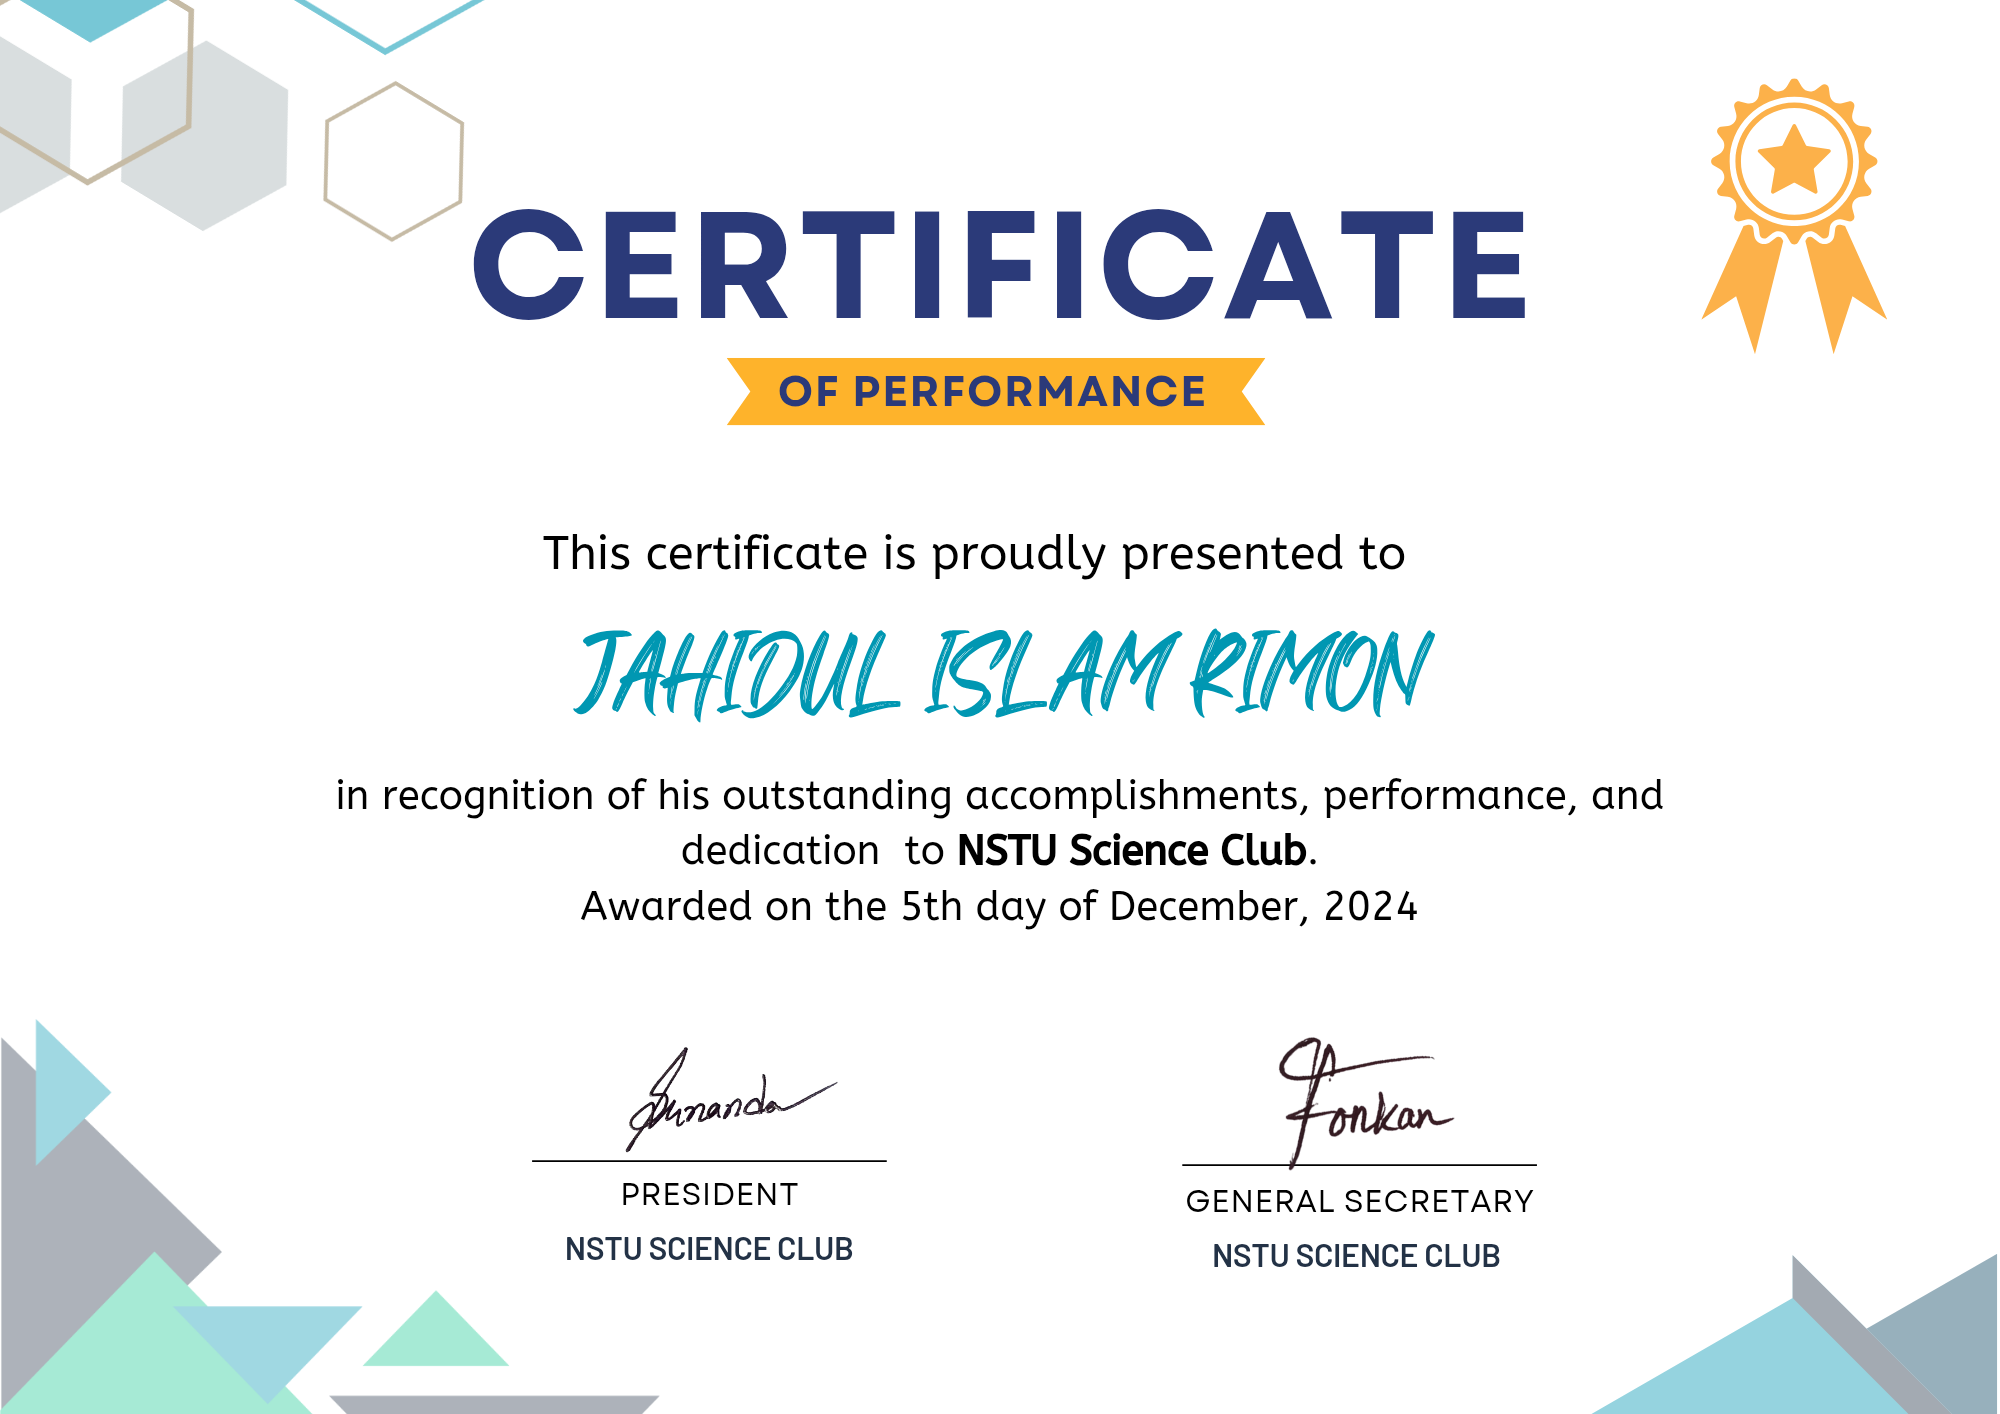 CERTIFICATE
OF PERFORMANCE
This certificate is proudly presented to
JAHIDUL ISLAM RIMON
in recognition of his outstanding accomplishments, performance, and
dedication  to NSTU Science Club.
Awarded on the 5th day of December, 2024
Sunanda
Fonkan
PRESIDENT
GENERAL SECRETARY
NSTU SCIENCE CLUB
NSTU SCIENCE CLUB